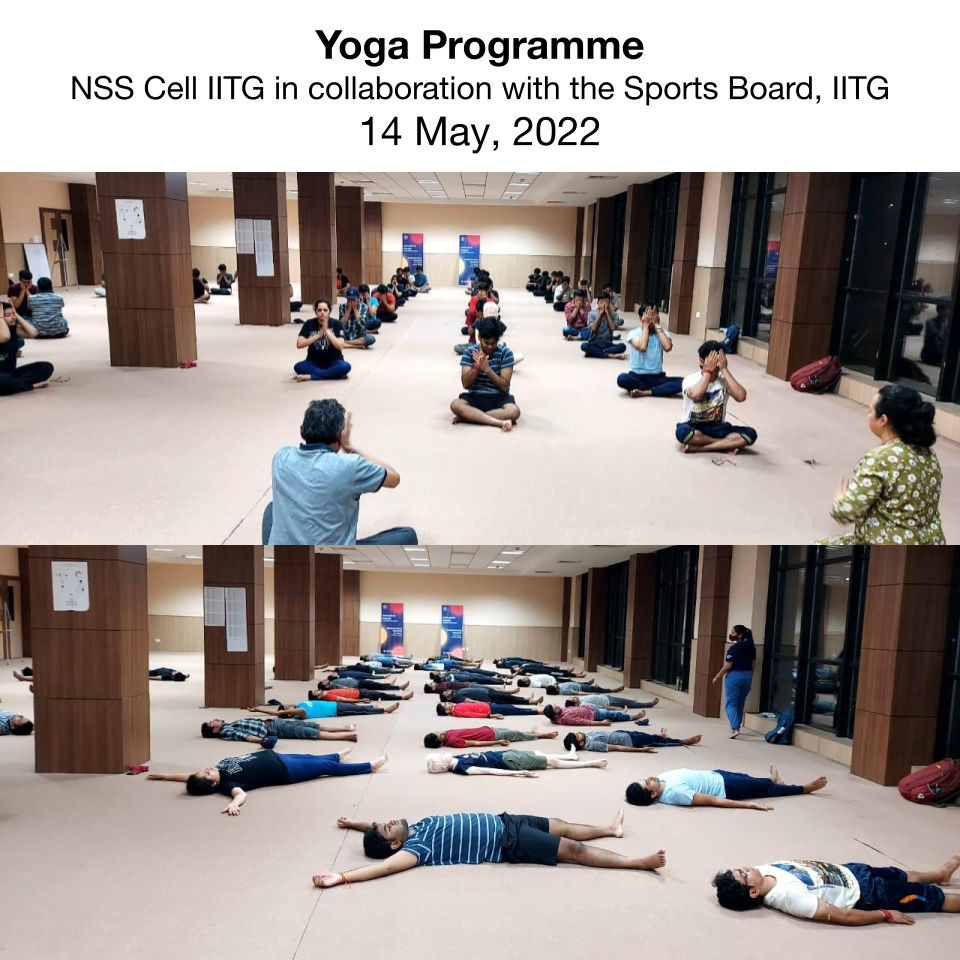 Yoga Programme
NSS Cell IITG in collaboration with the Sports Board, IITG
14 May, 2022